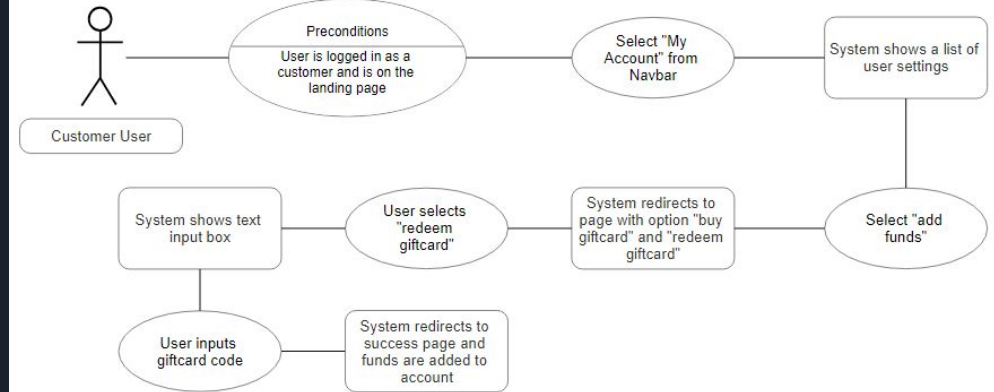 Preconditions
User is logged in as a
customer and is on the
landing page
Select "My
Account" from
Navbar
System shows a list of
user settings
Customer User
System shows text
input box
User selects
"redeem
giftcard"
System redirects to
page with option "buy
giftcard" and "redeem
giftcard"
Select "add
funds"
User inputs
giftcard code
System redirects to
success page and
funds are added to
account